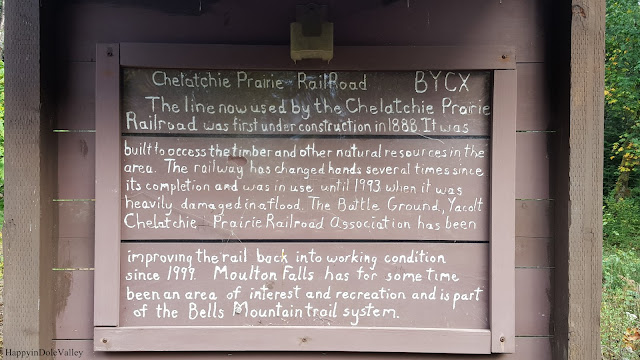 Chelatchie Prairie RailRoad BYCX
The line now used by the Chelatchie Prarie
Railroad was first under construction in 1888. It was
built to access the timber and other natural resources in the
area. The railway has changed hands several times since
its completion and was in use until 1993 when it was
heavily damaged in a flood. The Battle Ground, Yacolt
Chelatchie Prairie Railroad Association has been
improving the rail back into working condition
since 1999. Moulton Falls has for some time
been an area of interest and recreation and is part
of the Bells Mountain trail system.
HappyinDoleValley